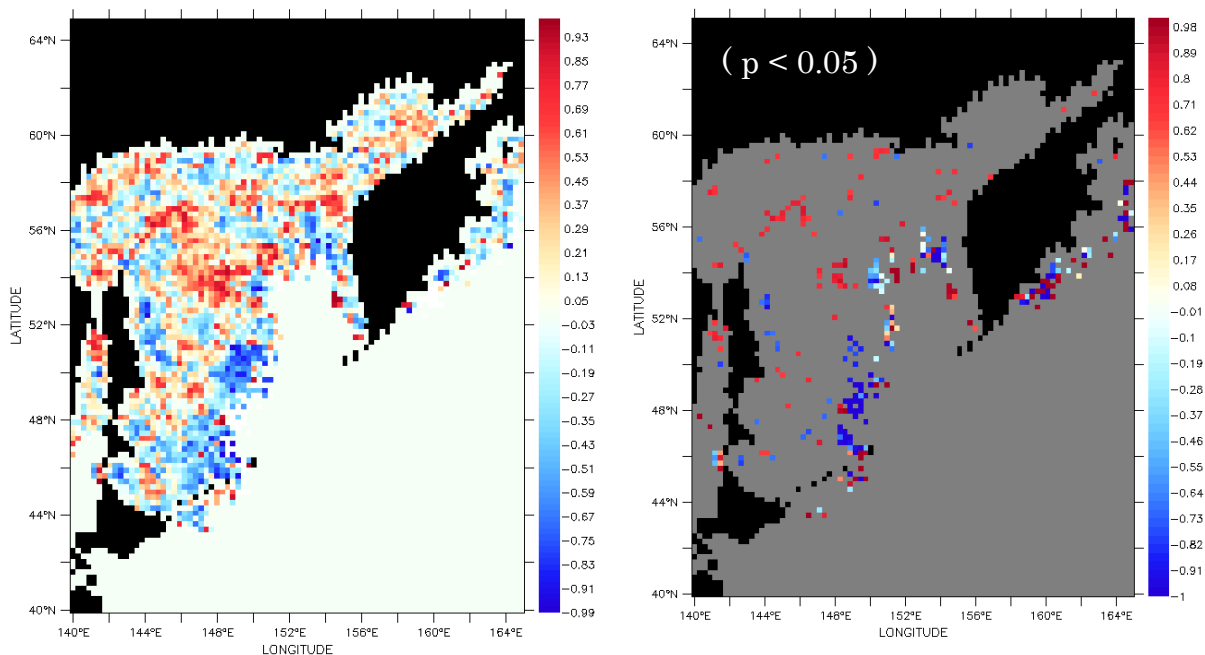 64°N
60°N
56°N
52°N
48°N
44°N
40°N
LATITUDE
140°E 144°E 148°E 152°E 156°E 160°E 164°E
LONGITUDE
0.93
0.85
0.77
0.69
0.61
0.53
0.45
0.37
0.29
0.21
0.13
0.05
-0.03
-0.11
-0.19
-0.27
-0.35
-0.43
-0.51
-0.59
-0.67
-0.75
-0.83
-0.91
-0.99
( p < 0.05 )
64°N
60°N
56°N
52°N
48°N
44°N
40°N
LATITUDE
140°E 144°E 148°E 152°E 156°E 160°E 164°E
LONGITUDE
0.98
0.89
0.8
0.71
0.62
0.52
0.43
0.34
0.26
0.16
0.07
-0.01
-0.1
-0.19
-0.28
-0.37
-0.46
-0.55
-0.64
-0.73
-0.82
-0.91
-1